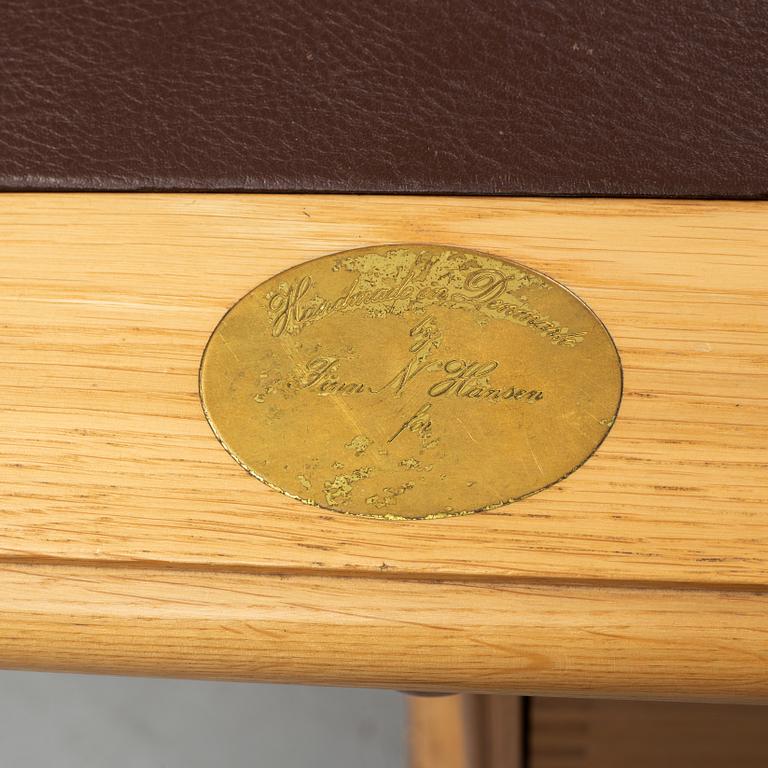 Handmade in Denmark
by
Finn N Hansen
for